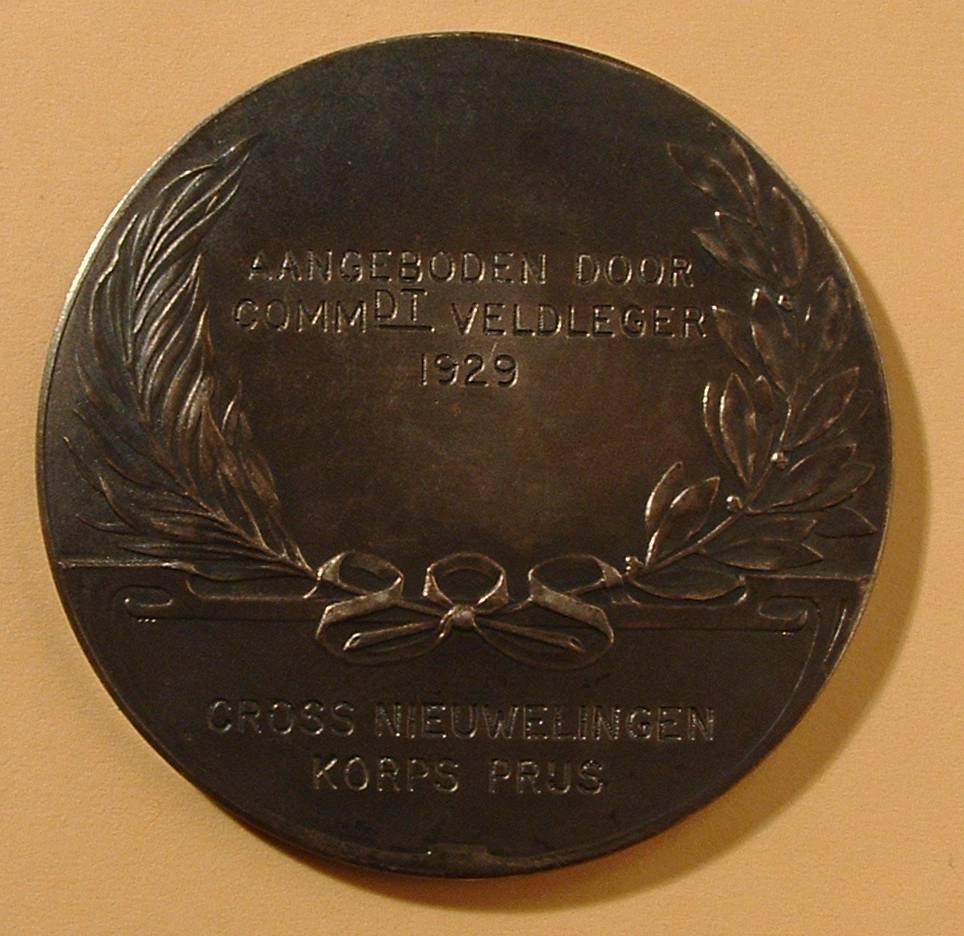 AANGEBODEN DOOR
COMMDT VELDLEGER
1929
CROSS NIEUWELINGEN
KORPS PRIJS